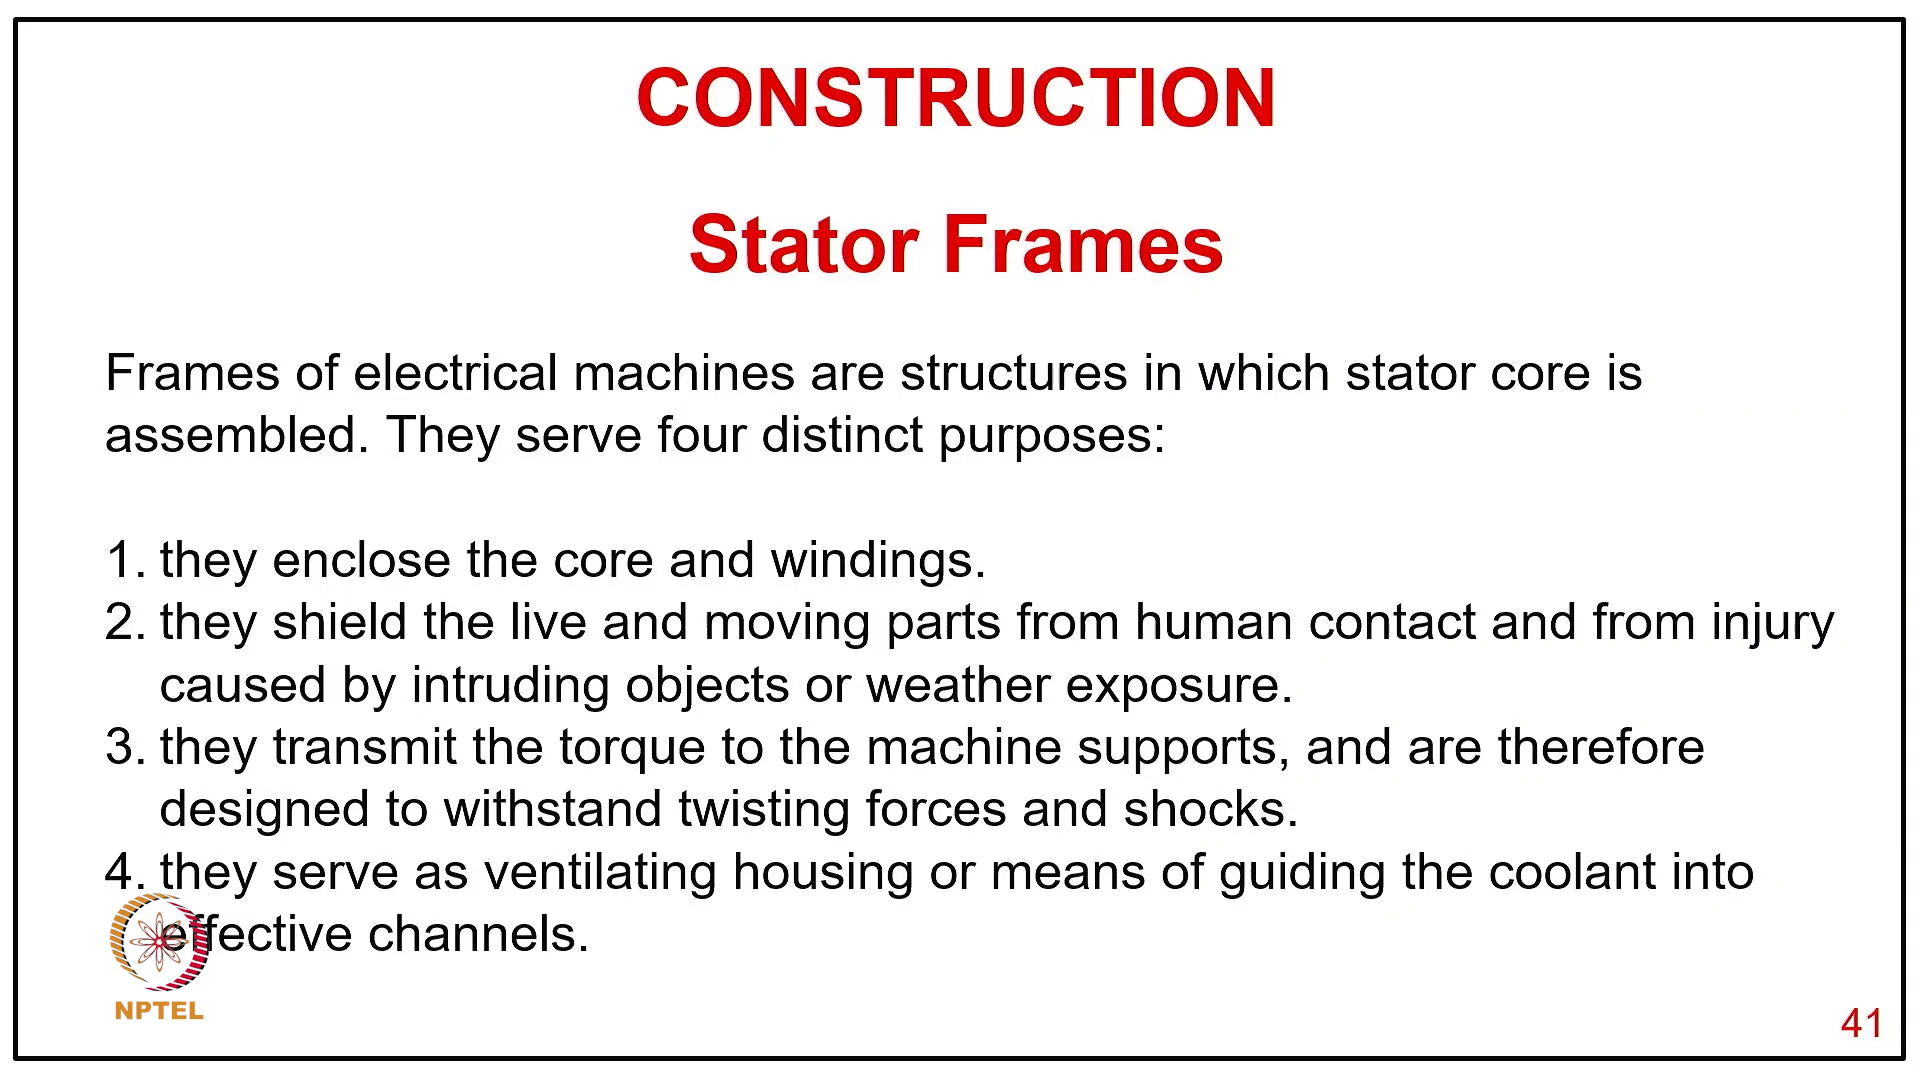 CONSTRUCTION
Stator Frames
Frames of electrical machines are structures in which stator core is
assembled. They serve four distinct purposes:
1. they enclose the core and windings.
2. they shield the live and moving parts from human contact and from injury
caused by intruding objects or weather exposure.
3. they transmit the torque to the machine supports, and are therefore
designed to withstand twisting forces and shocks.
4. they serve as ventilating housing or means of guiding the coolant into
effective channels.
NPTEL
41